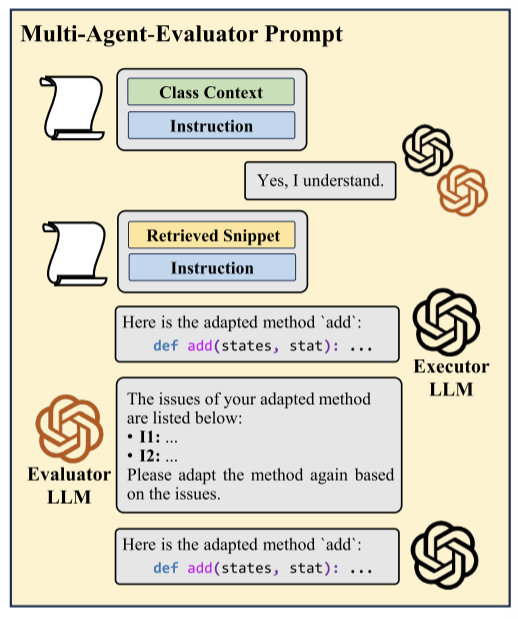 Multi-Agent-Evaluator Prompt
Class Context
Instruction
Yes, I understand.
Retrieved Snippet
Instruction
Here is the adapted method `add`:
def add(states, stat): ...
Executor
LLM
The issues of your adapted method
are listed below:
• I1: ...
• I2: ...
Please adapt the method again based
on the issues.
Evaluator
LLM
Here is the adapted method `add`:
def add(states, stat): ...